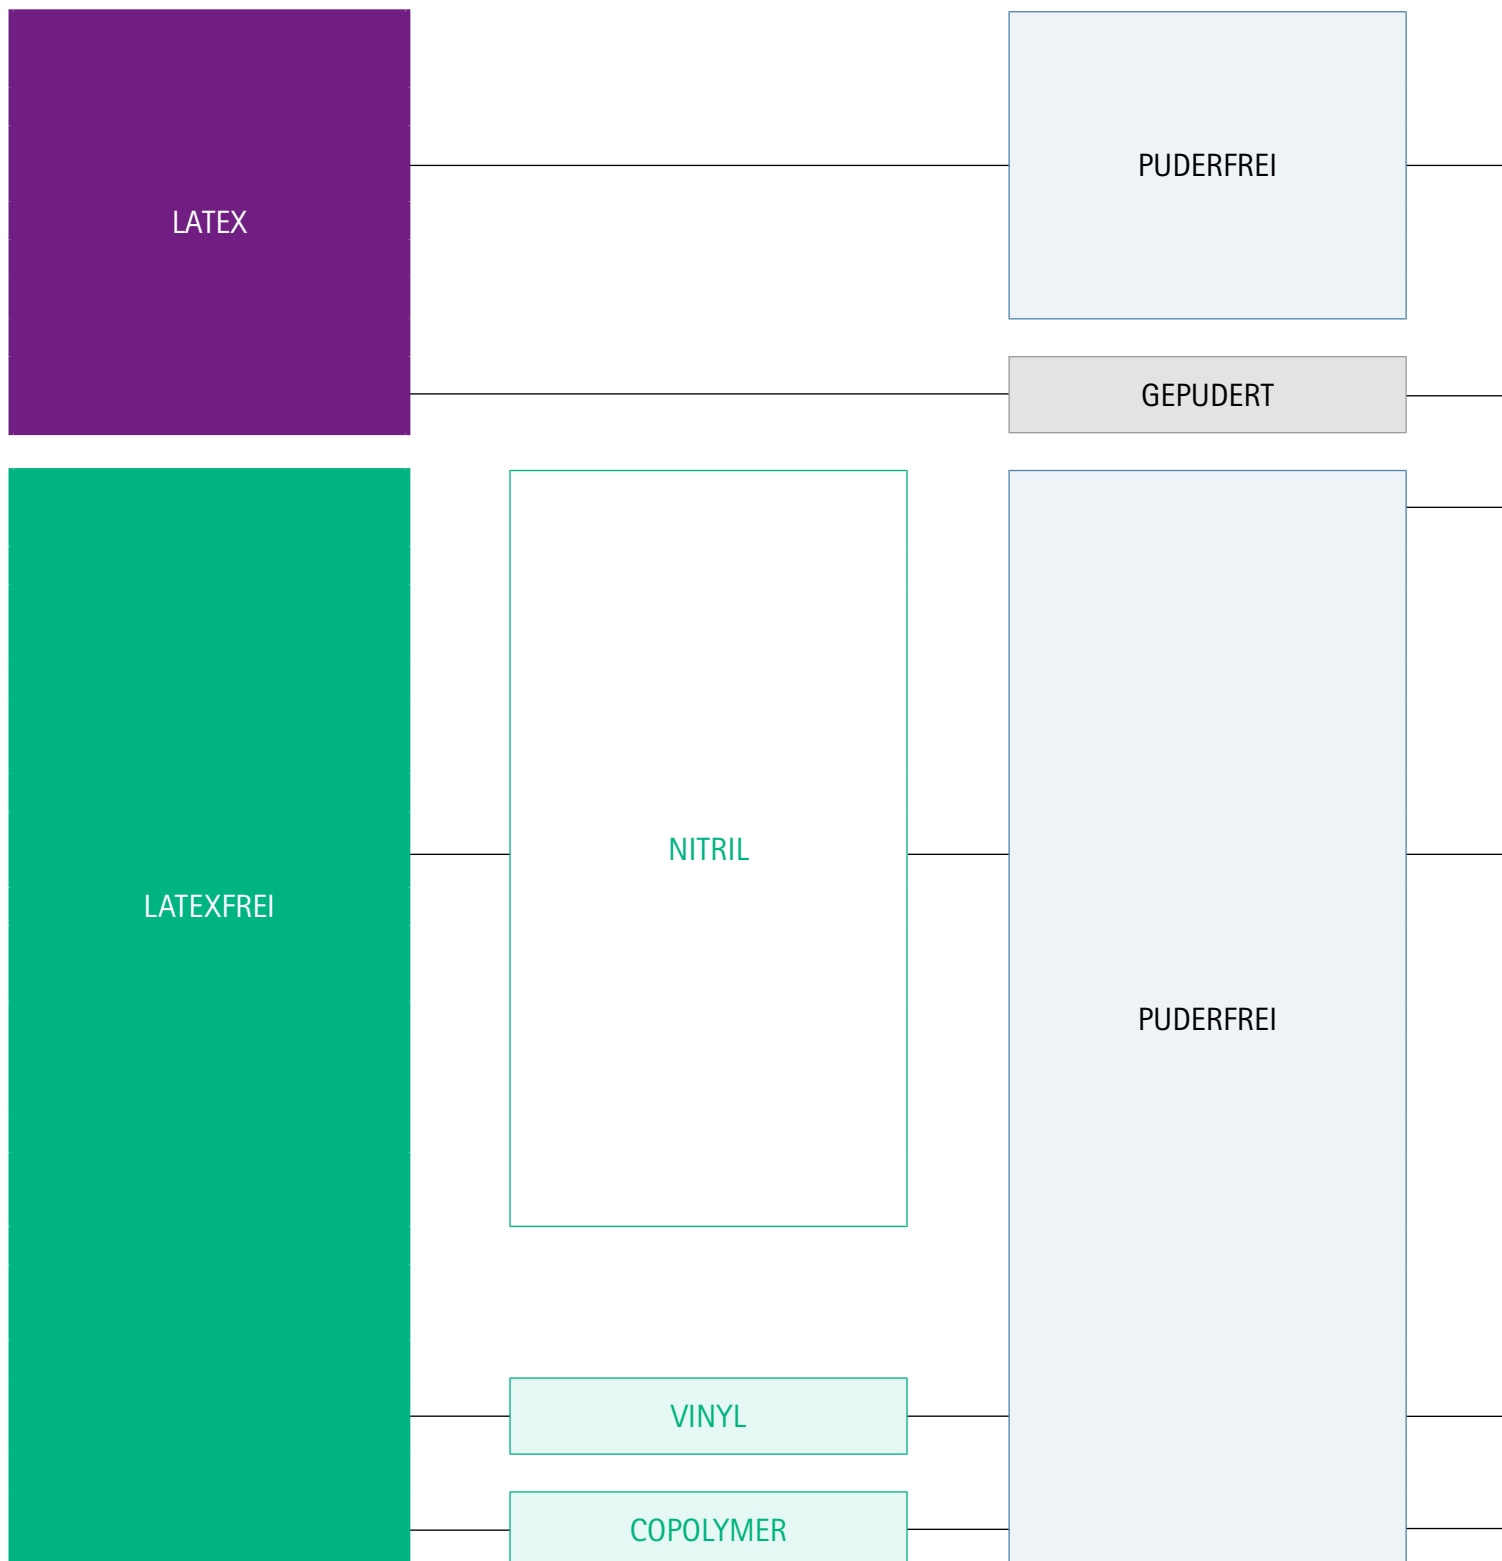 LATEX
PUDERFREI
GEPUDERT
LATEXFREI
NITRIL
PUDERFREI
VINYL
COPOLYMER